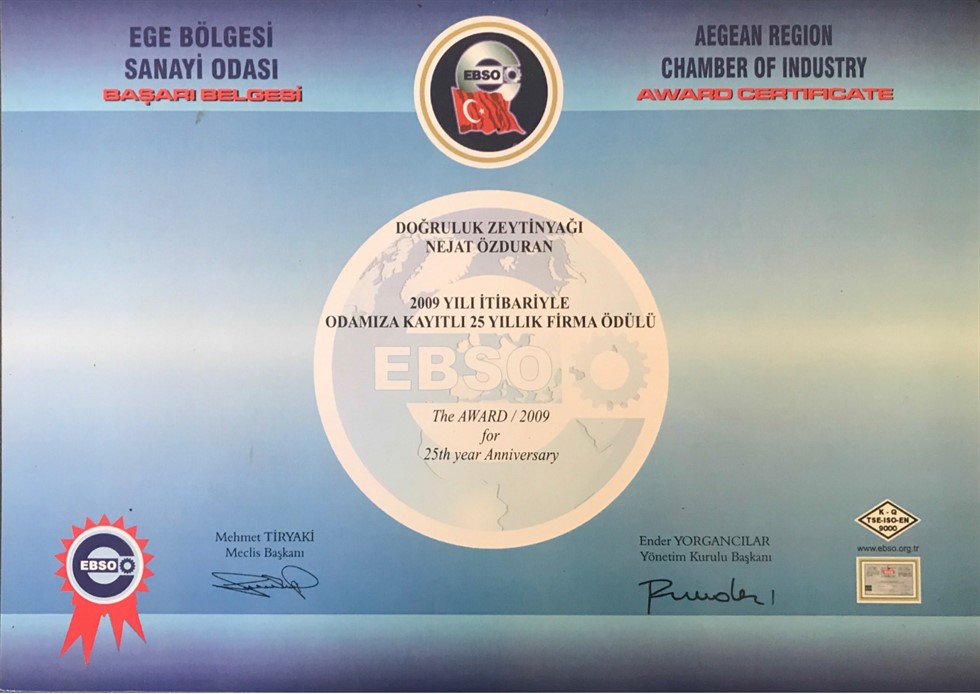 EGE BÖLGESİ
SANAYİ ODASI
BAŞARI BELGESİ
EBSO
AEGEAN REGION
CHAMBER OF INDUSTRY
AWARD CERTIFICATE
DOĞRULUK ZEYTİNYAĞI
NEJAT ÖZDURAN
2009 YILI İTİBARİYLE
ODAMIZA KAYITLI 25 YILLIK FİRMA ÖDÜLÜ
EBSO
The AWARD / 2009
for
25th year Anniversary
EBSO
Mehmet TİRYAKİ
Meclis Başkanı
Ender YORGANCILAR
Yönetim Kurulu Başkanı
K - Q
TSE-ISO-EN
9000
www.ebso.org.tr